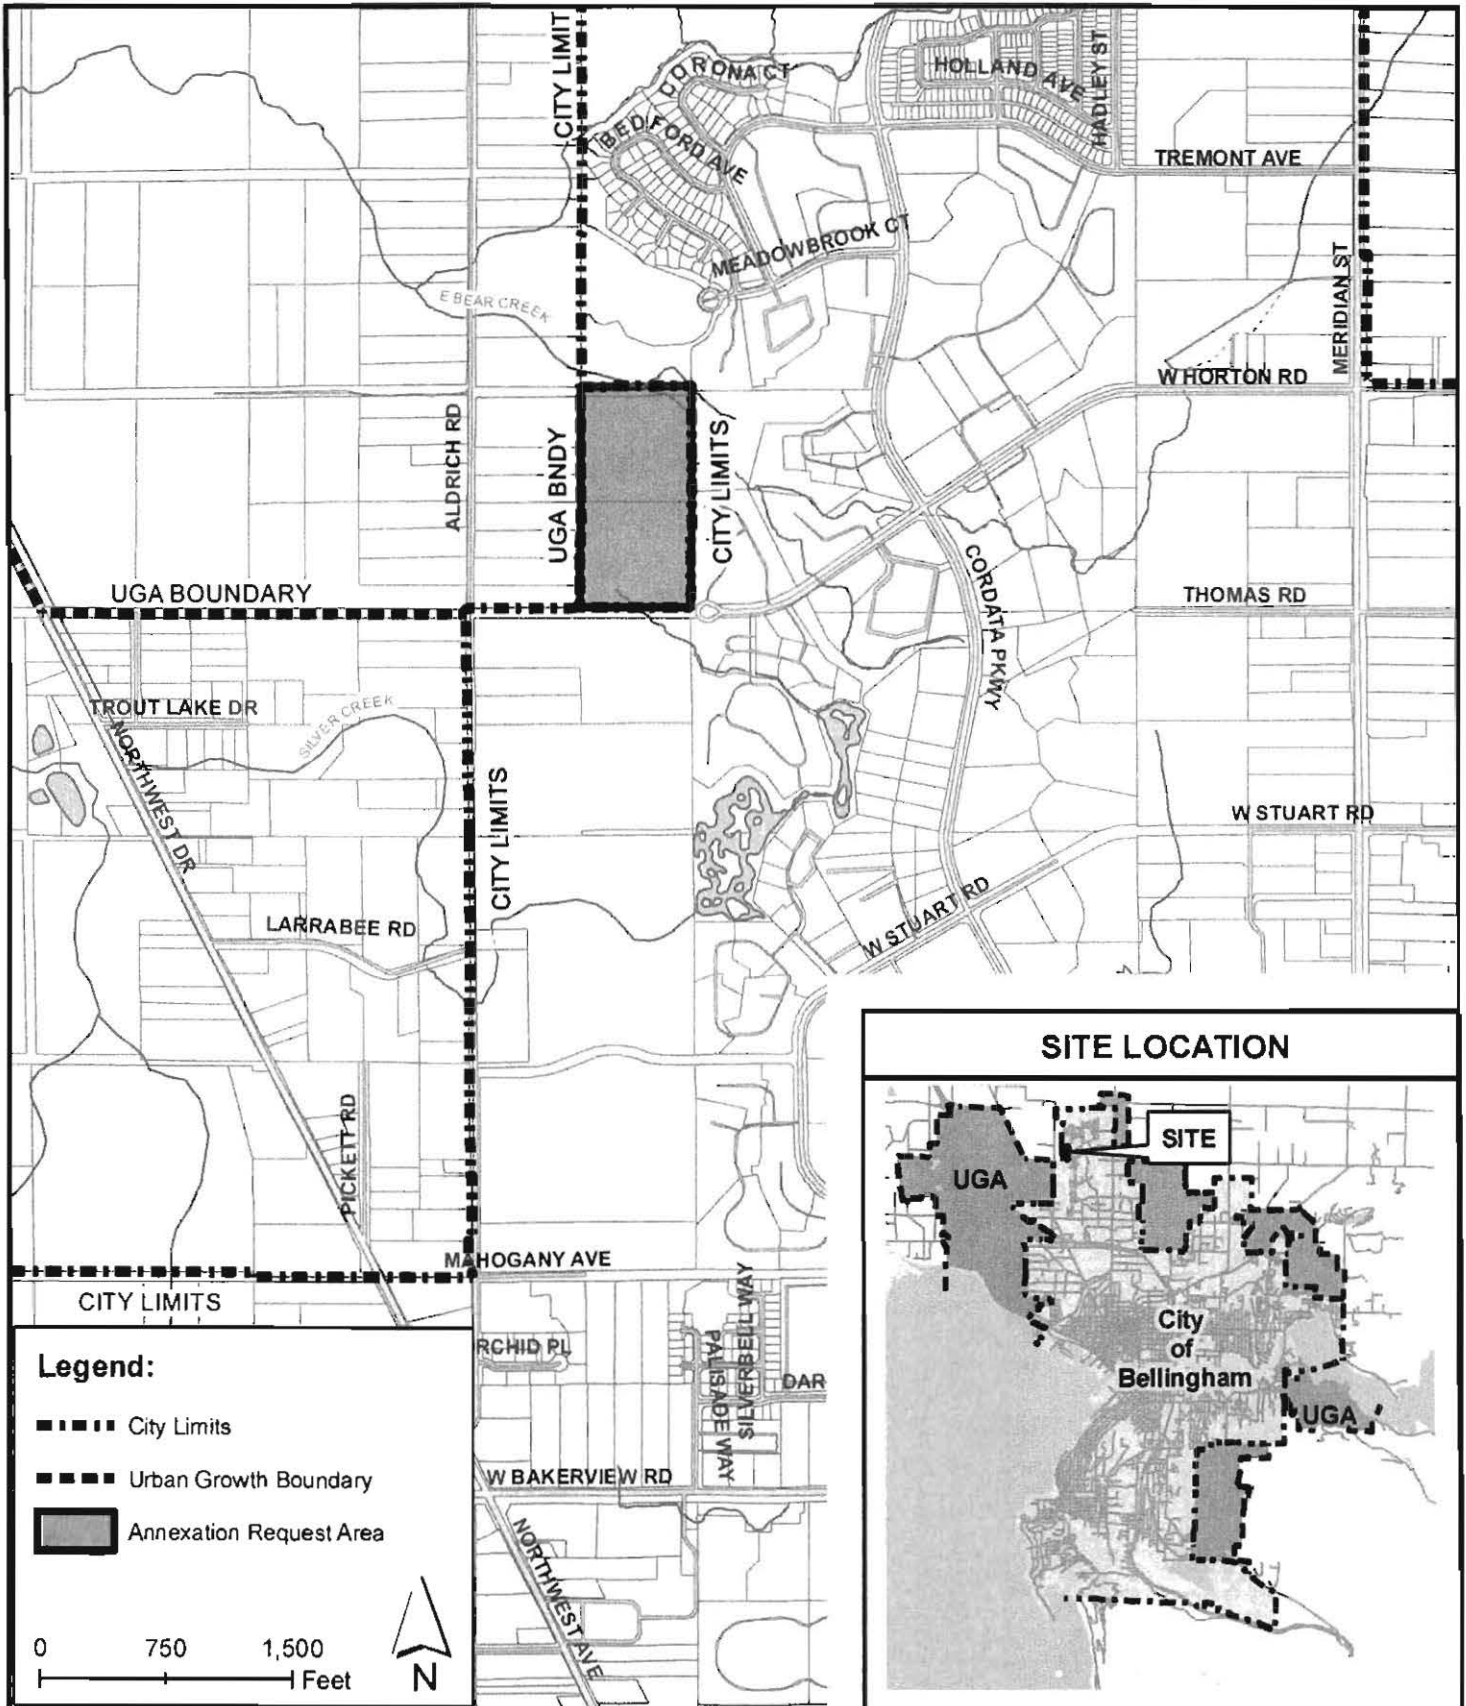 CITY LIMIT
CORONA CT
HOLLAND AVE
HADLEY ST
BEDFORD AVE
TREMONT AVE
MEADOWBROOK CT
E BEAR CREEK
MERIDIAN ST
W HORTON RD
ALDRICH RD
UGA BNDY
CITY LIMITS
UGA BOUNDARY
CORDATA PKWY
THOMAS RD
TROUT LAKE DR
SILVER CREEK
NORTHWEST DR
CITY LIMITS
W STUART RD
LARRABEE RD
W STUART RD
PICKETT RD
MAHOGANY AVE
CITY LIMITS
RCHID PL
PALISADE WAY
SILVERBELL WAY
DAR
W BAKERVIEW RD
NORTHWEST AVE
Legend:
City Limits
Urban Growth Boundary
Annexation Request Area
0 750 1,500
Feet
N
SITE LOCATION
SITE
UGA
City
of
Bellingham
UGA